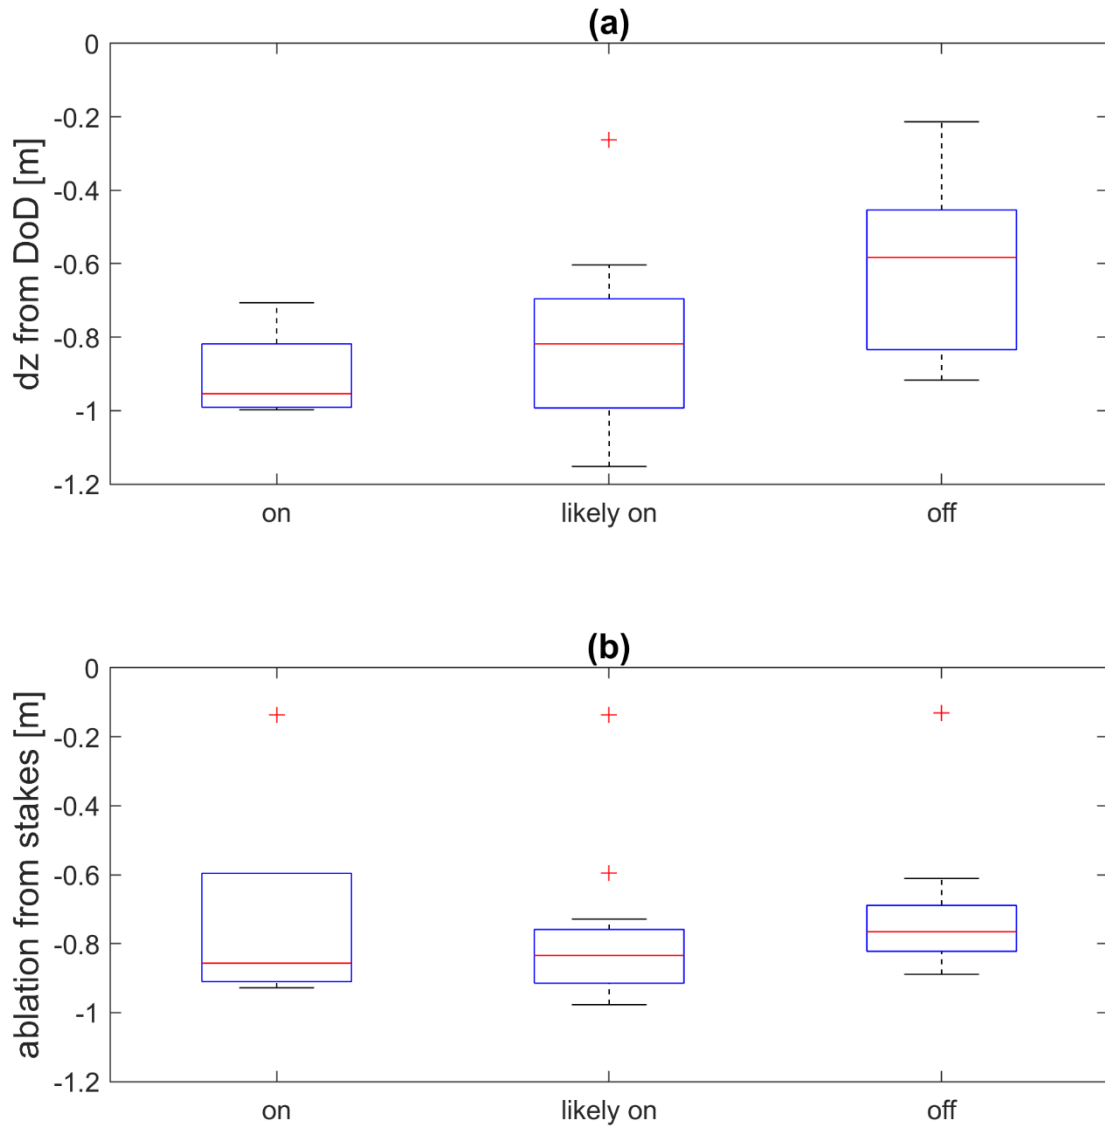 (a)
dz from DoD [m]
0
-0.2
-0.4
-0.6
-0.8
-1
-1.2
on likely on off
(b)
ablation from stakes [m]
0
-0.2
-0.4
-0.6
-0.8
-1
-1.2
on likely on off